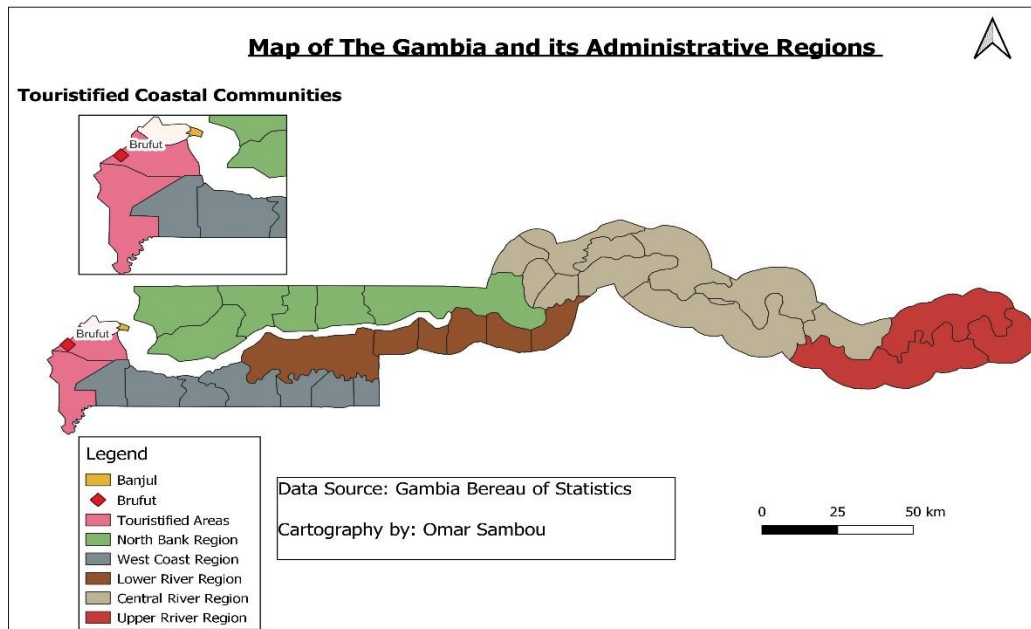 Map of The Gambia and its Administrative Regions
Touristified Coastal Communities
Brufut
Brufut
Legend
Banjul
Brufut
Touristified Areas
North Bank Region
West Coast Region
Lower River Region
Central River Region
Upper Rriver Region
Data Source: Gambia Bereau of Statistics
Cartography by: Omar Sambou
0 25 50 km